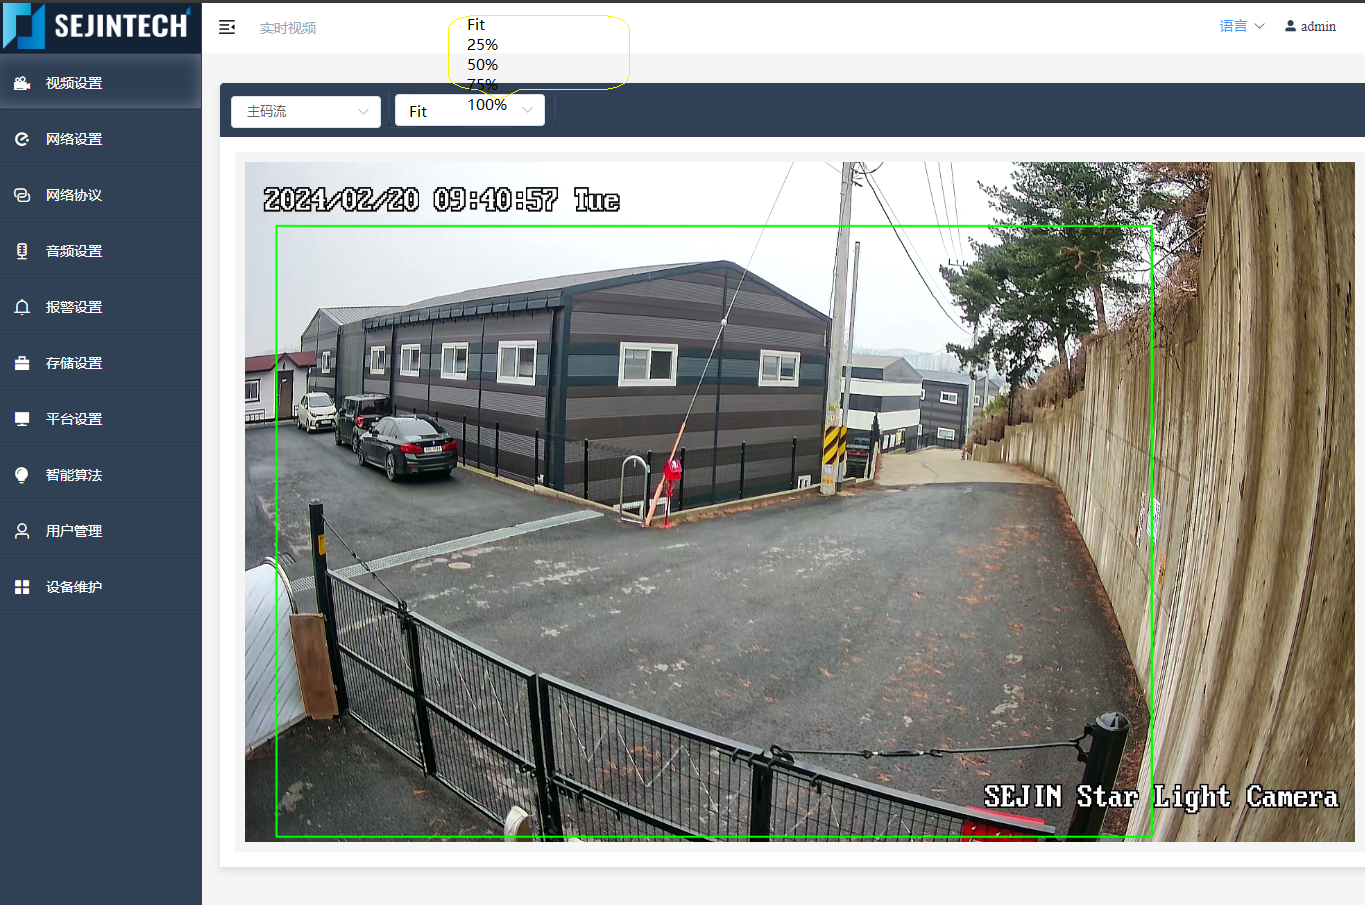 SEJINTECH
实时视频
Fit
25%
50%
75%
100%
语言
admin
视频设置
网络设置
网络协议
音频设置
报警设置
存储设置
平台设置
智能算法
用户管理
设备维护
主码流
Fit
2024/02/20 09:40:57 Tue
SEJIN Star Light Camera